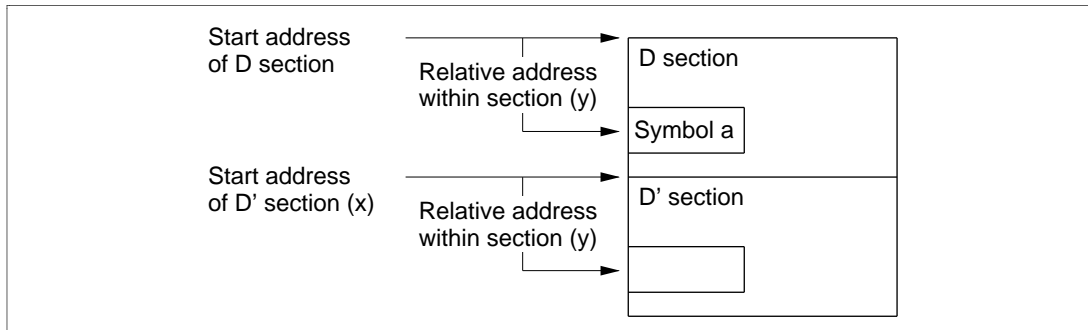 Start address
of D section
D section
Relative address
within section (y)
Symbol a
Start address
of D’ section (x)
D’ section
Relative address
within section (y)